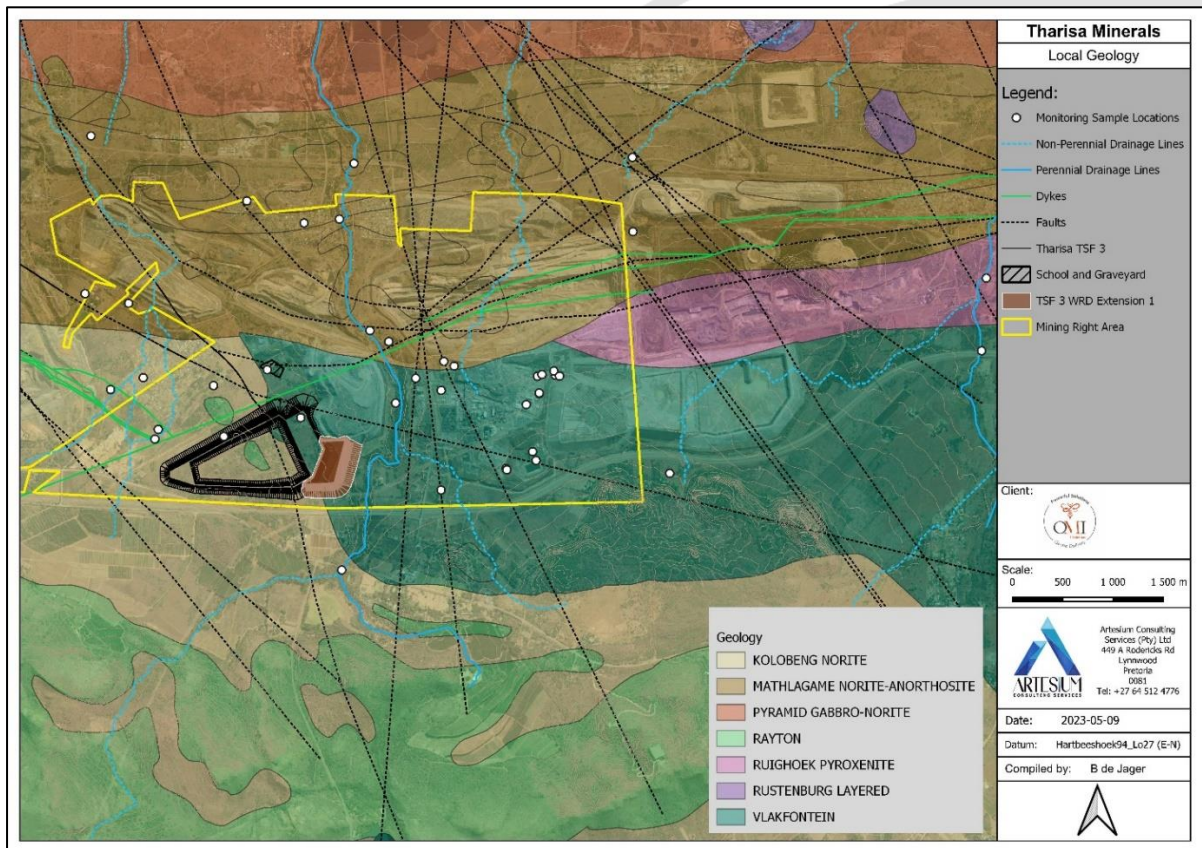 Tharisa Minerals
Local Geology
Legend:
Monitoring Sample Locations
Non-Perennial Drainage Lines
Perennial Drainage Lines
Dykes
Faults
Tharisa TSF 3
School and Graveyard
TSF 3 WRD Extension 1
Mining Right Area
Client:
OMI
Scale:
0 500 1 000 1 500 m
ARTESIUM
CONSULTING SERVICES
Artesium Consulting
Services (Pty) Ltd
449 A Rodericks Rd
Lynnwood
Pretoria
0081
Tel: +27 64 512 4776
Date: 2023-05-09
Datum: Hartbeeshoek94_Lo27 (E-N)
Compiled by: B de Jager
Geology
KOLOBENG NORITE
MATHLAGAME NORITE-ANORTHOSITE
PYRAMID GABBRO-NORITE
RAYTON
RUIGHOEK PYROXENITE
RUSTENBURG LAYERED
VLAKFONTEIN